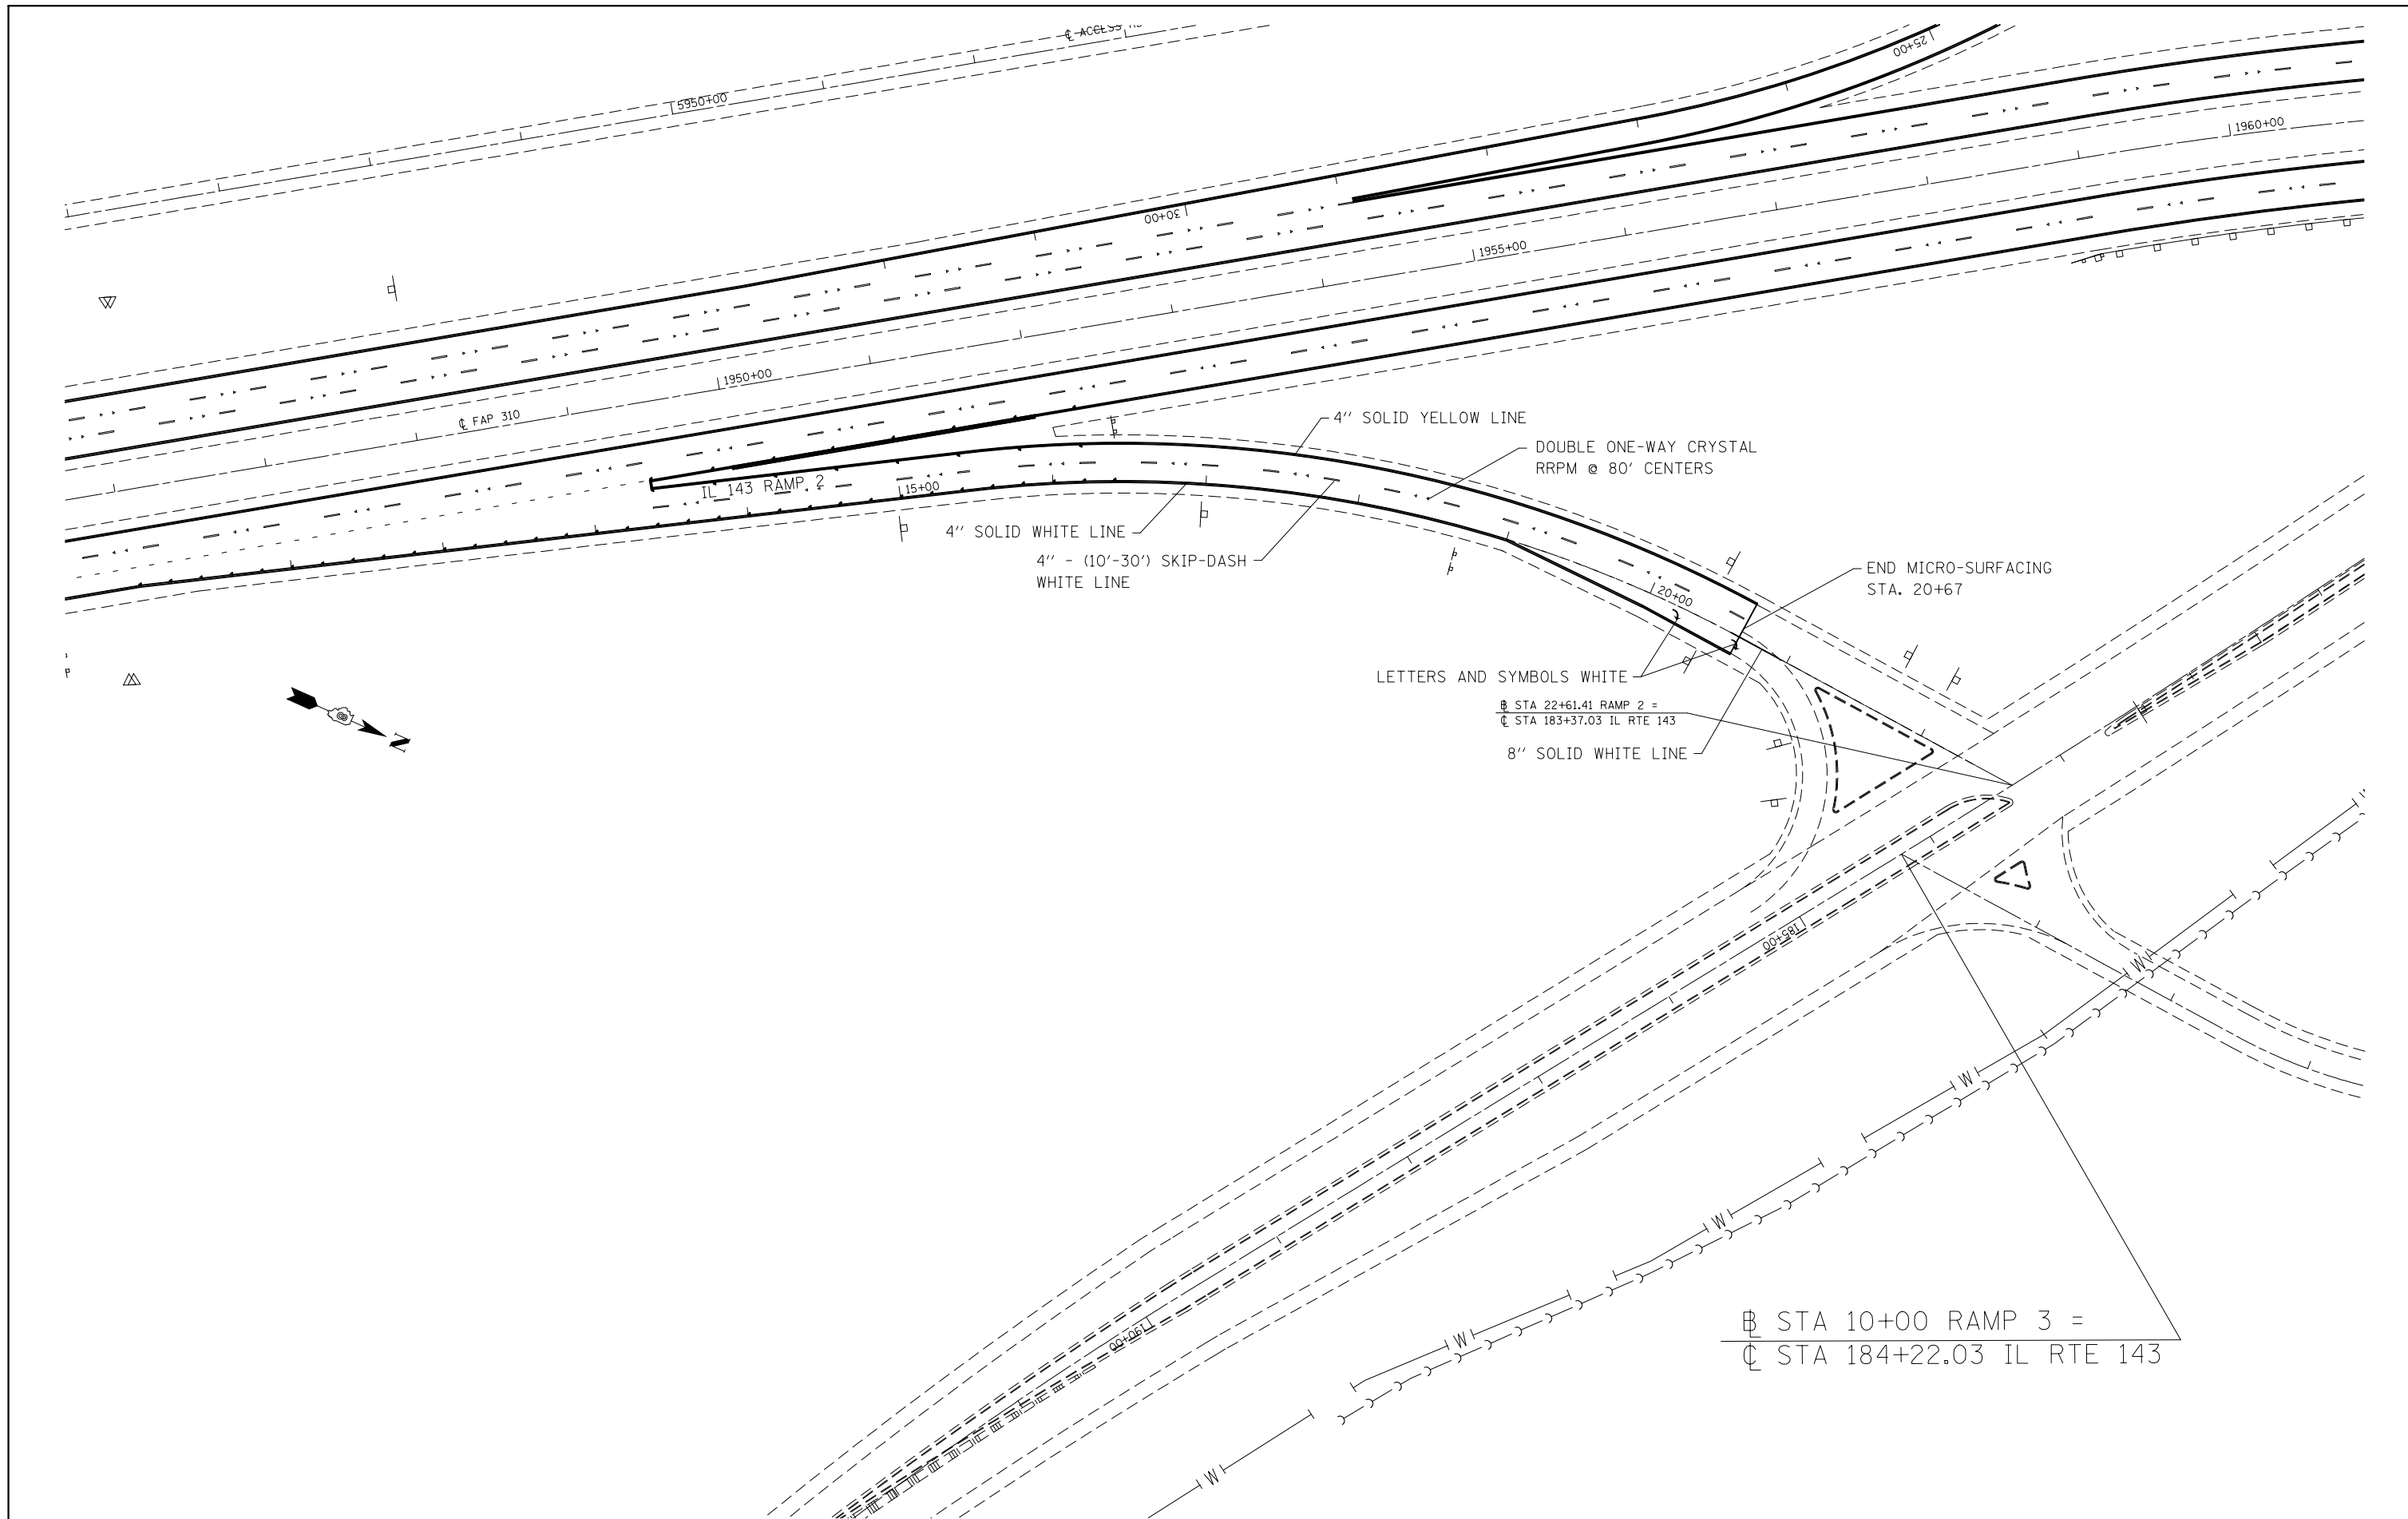 ℄ ACCESS
25+00
5950+00
1960+00
30+00
1955+00
1950+00
℄ FAP 310
4'' SOLID YELLOW LINE
DOUBLE ONE-WAY CRYSTAL
RRPM @ 80' CENTERS
IL 143 RAMP 2
15+00
4'' SOLID WHITE LINE
4'' - (10'-30') SKIP-DASH
WHITE LINE
END MICRO-SURFACING
STA. 20+67
20+00
LETTERS AND SYMBOLS WHITE
B STA 22+61.41 RAMP 2 =
℄ STA 183+37.03 IL RTE 143
8'' SOLID WHITE LINE
N
185+00
W
W
W
W
W
190+00
B STA 10+00 RAMP 3 =
℄ STA 184+22.03 IL RTE 143